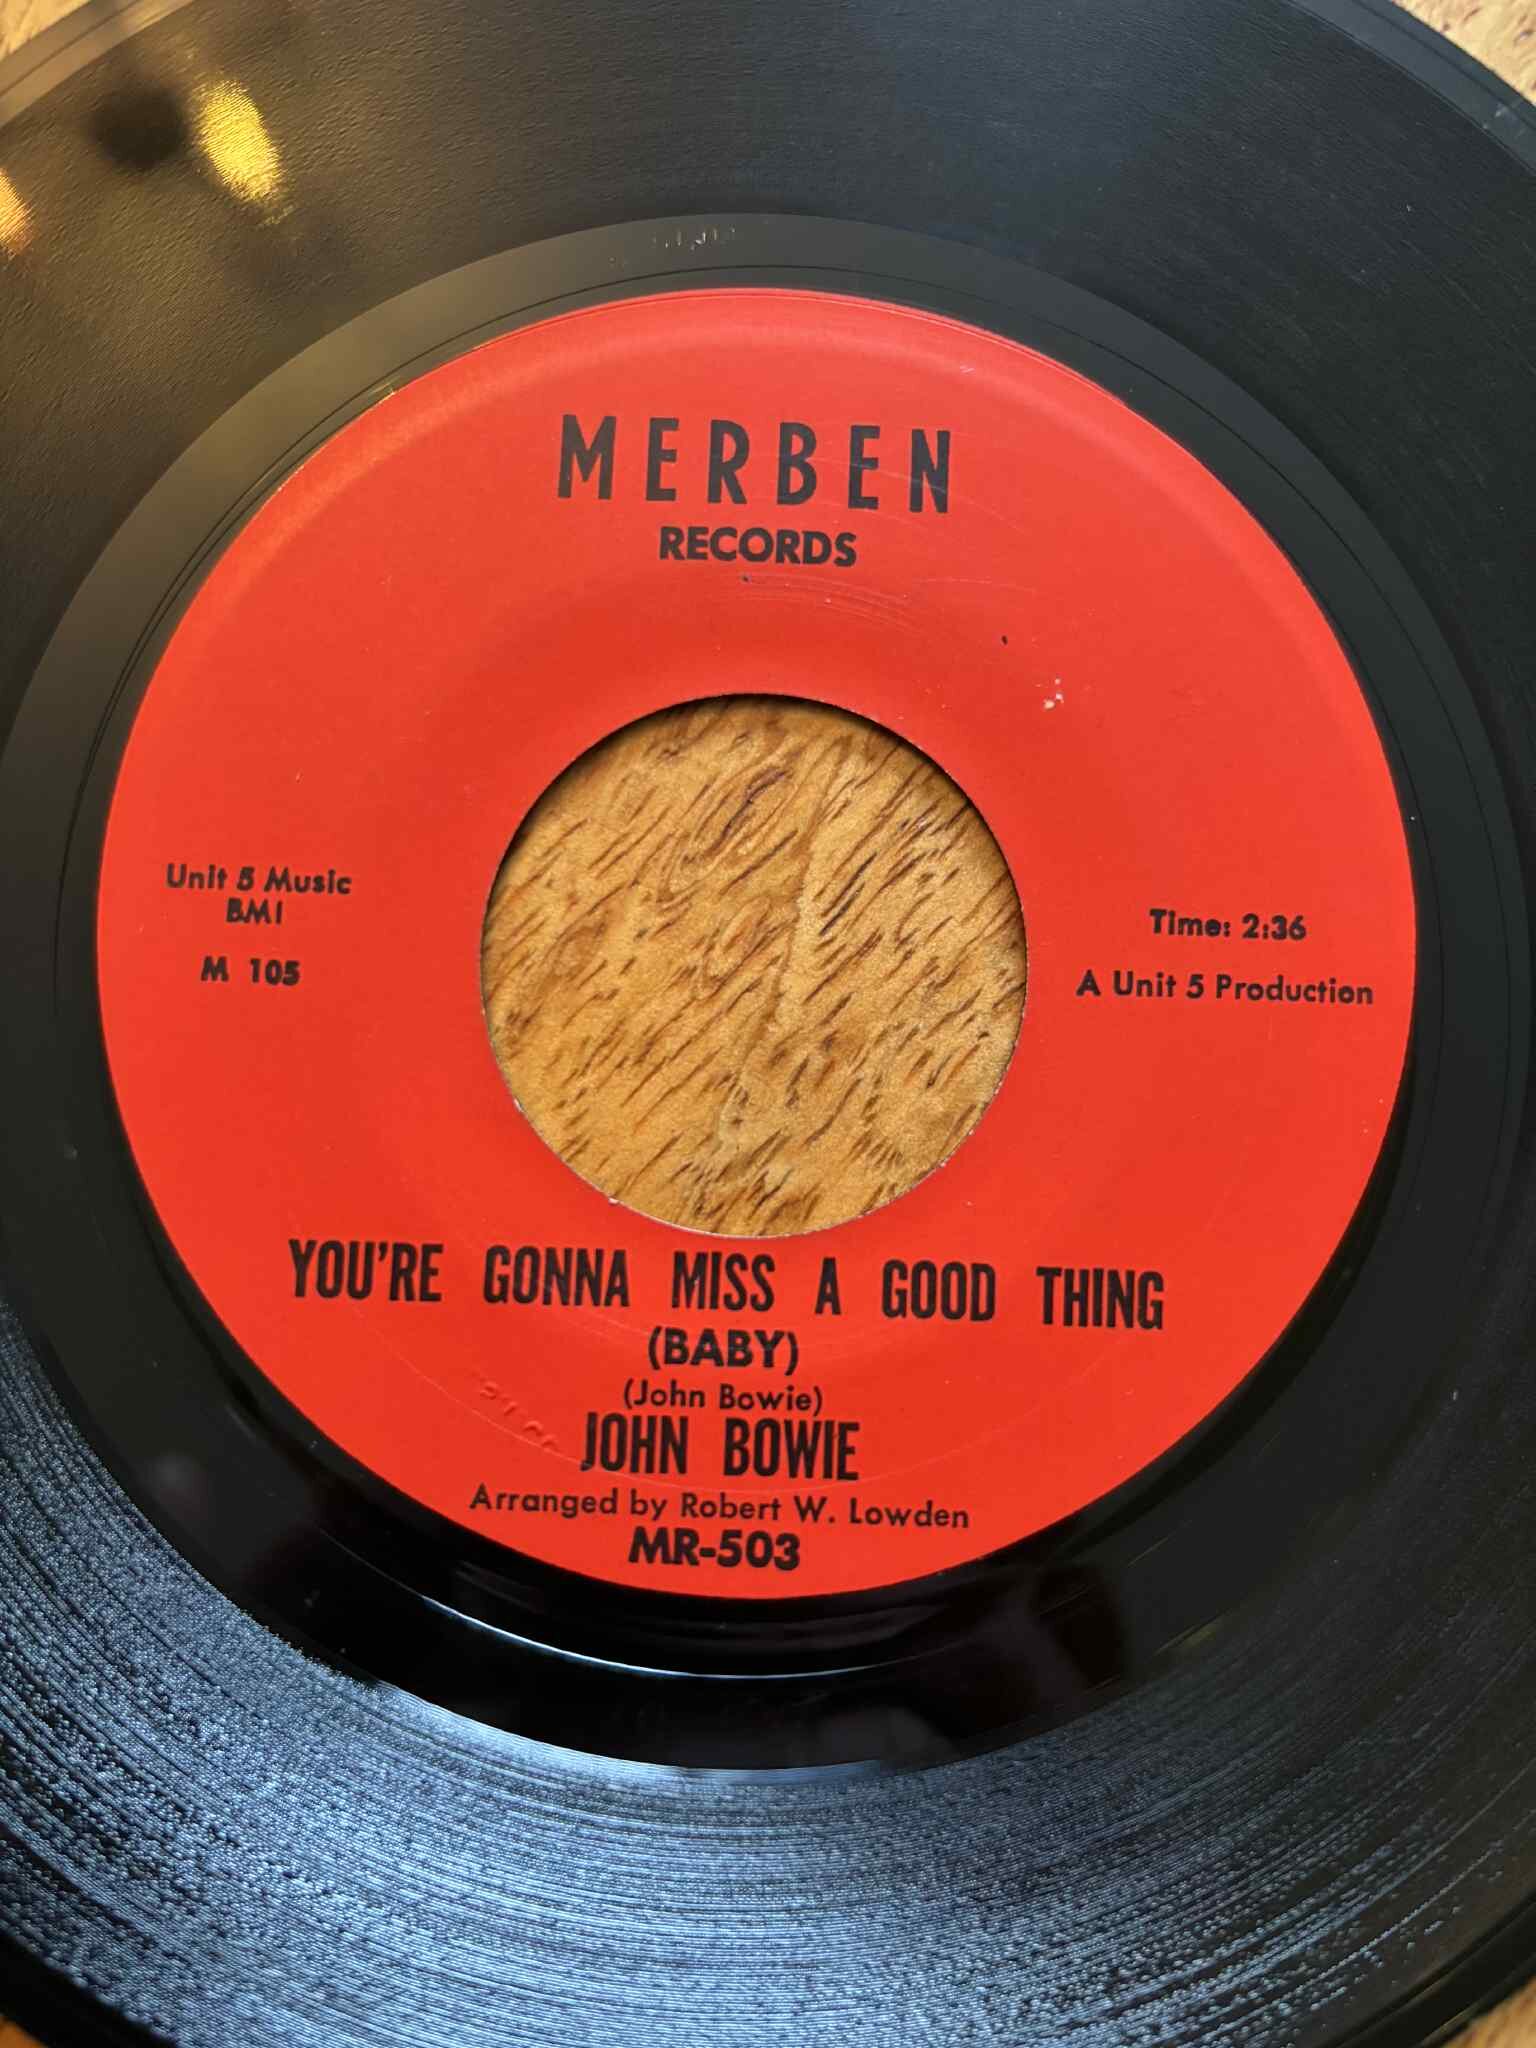 MERBEN
RECORDS
Unit 5 Music
BMI
M 105
Time: 2:36
A Unit 5 Production
YOU'RE GONNA MISS A GOOD THING
(BABY)
(John Bowie)
JOHN BOWIE
Arranged by Robert W. Lowden
MR-503